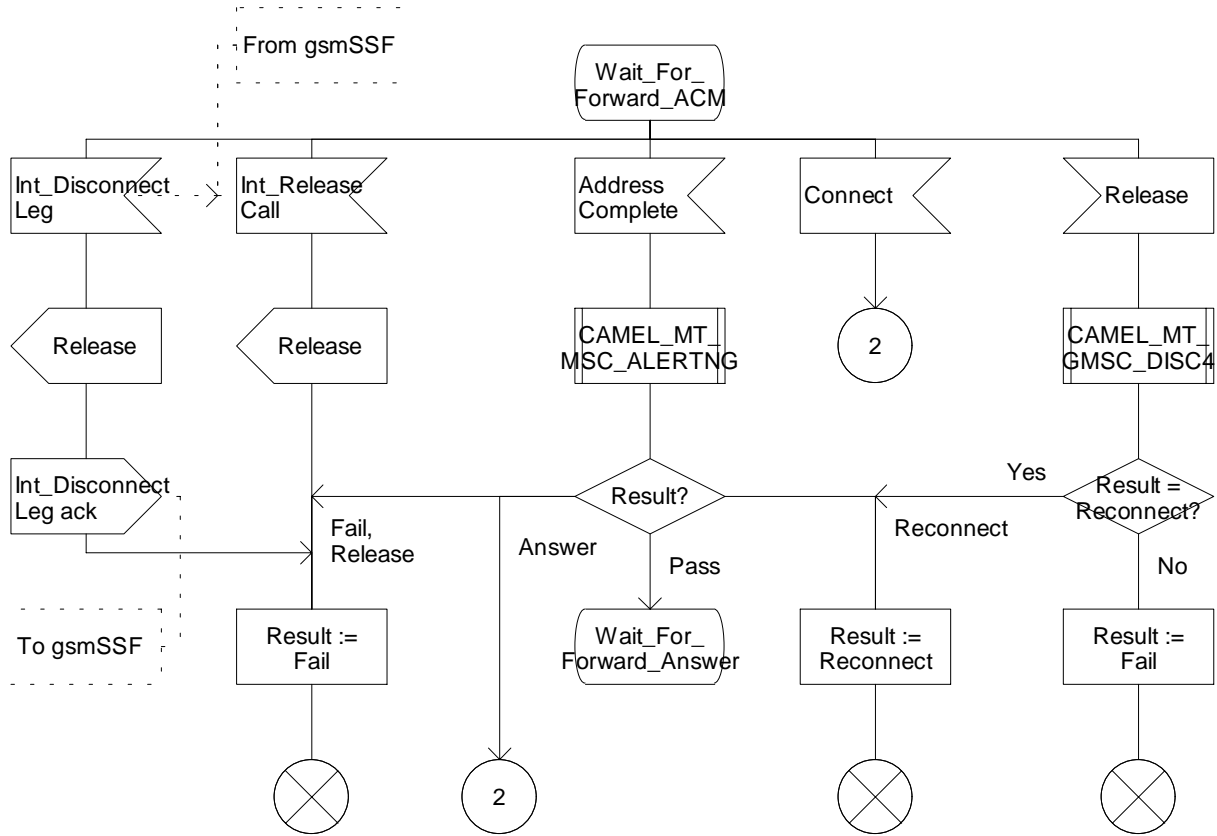 From gsmSSF
Wait_For_
Forward_ACM
Int_Disconnect
Leg
Int_Release
Call
Address
Complete
Connect
Release
Release
Release
CAMEL_MT_
MSC_ALERTNG
2
CAMEL_MT_
GMSC_DISC4
Int_Disconnect
Leg ack
Result?
Yes
Result =
Reconnect?
Fail,
Release
Answer
Reconnect
Pass
No
To gsmSSF
Result :=
Fail
Wait_For_
Forward_Answer
Result :=
Reconnect
Result :=
Fail
2